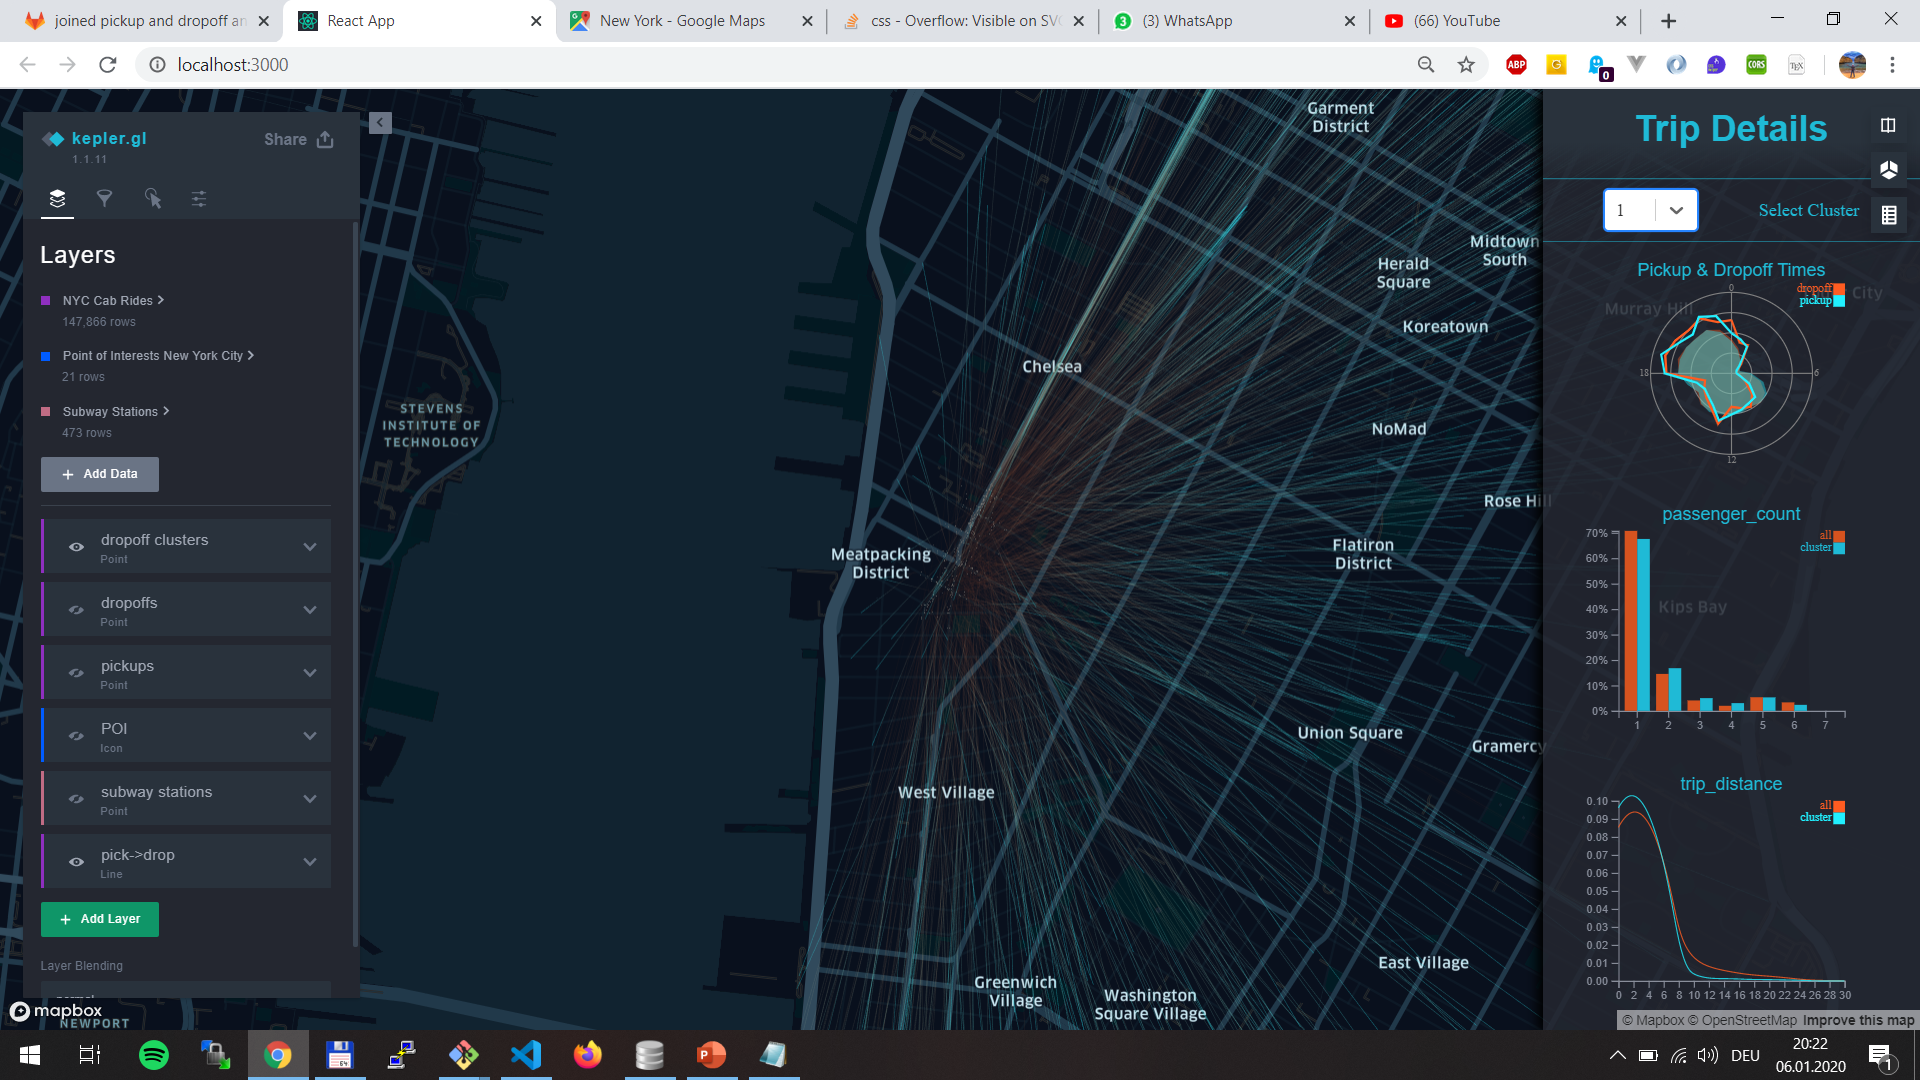 joined pickup and dropoff an
React App
New York - Google Maps
css - Overflow: Visible on SVG
(3) WhatsApp
(66) YouTube
localhost:3000
ABP
G
0
CORS
kepler.gl
1.1.11
Share
Layers
NYC Cab Rides
147,866 rows
Point of Interests New York City
21 rows
Subway Stations
473 rows
+ Add Data
dropoff clusters
Point
dropoffs
Point
pickups
Point
POI
Icon
subway stations
Point
pick->drop
Line
+ Add Layer
Layer Blending
normal
mapbox
NEWPORT
STEVENS
INSTITUTE OF
TECHNOLOGY
Garment
District
Midtown
South
Herald
Square
Koreatown
Chelsea
NoMad
Rose Hill
Meatpacking
District
Flatiron
District
Union Square
Gramercy
West Village
East Village
Greenwich
Village
Washington
Square Village
Murray Hill
City
Kips Bay
Trip Details
1
Select Cluster
Pickup & Dropoff Times
dropoff
pickup
0
6
12
18
passenger_count
all
cluster
70%
60%
50%
40%
30%
20%
10%
0%
1 2 3 4 5 6 7
trip_distance
all
cluster
0.10
0.09
0.08
0.07
0.06
0.05
0.04
0.03
0.02
0.01
0.00
0 2 4 6 8 10 12 14 16 18 20 22 24 26 28 30
© Mapbox © OpenStreetMap Improve this map
64
DEU
20:22
06.01.2020
1